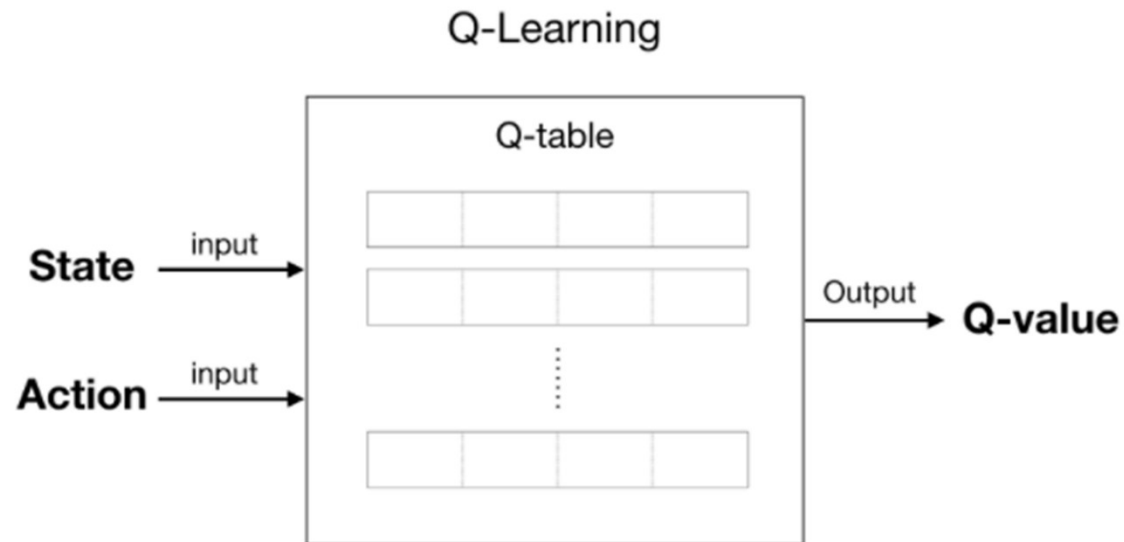 Q-Learning
Q-table
State
input
Action
input
Output
Q-value